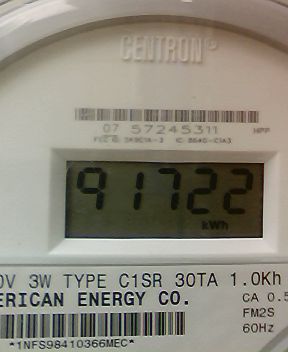 CENTRON®
07 57245311 HPP
91722
kWh
0V 3W TYPE C1SR 30TA 1.0Kh
ERICAN ENERGY CO. CA 0.5
FM2S
60Hz
*1NFS98410366MEC*